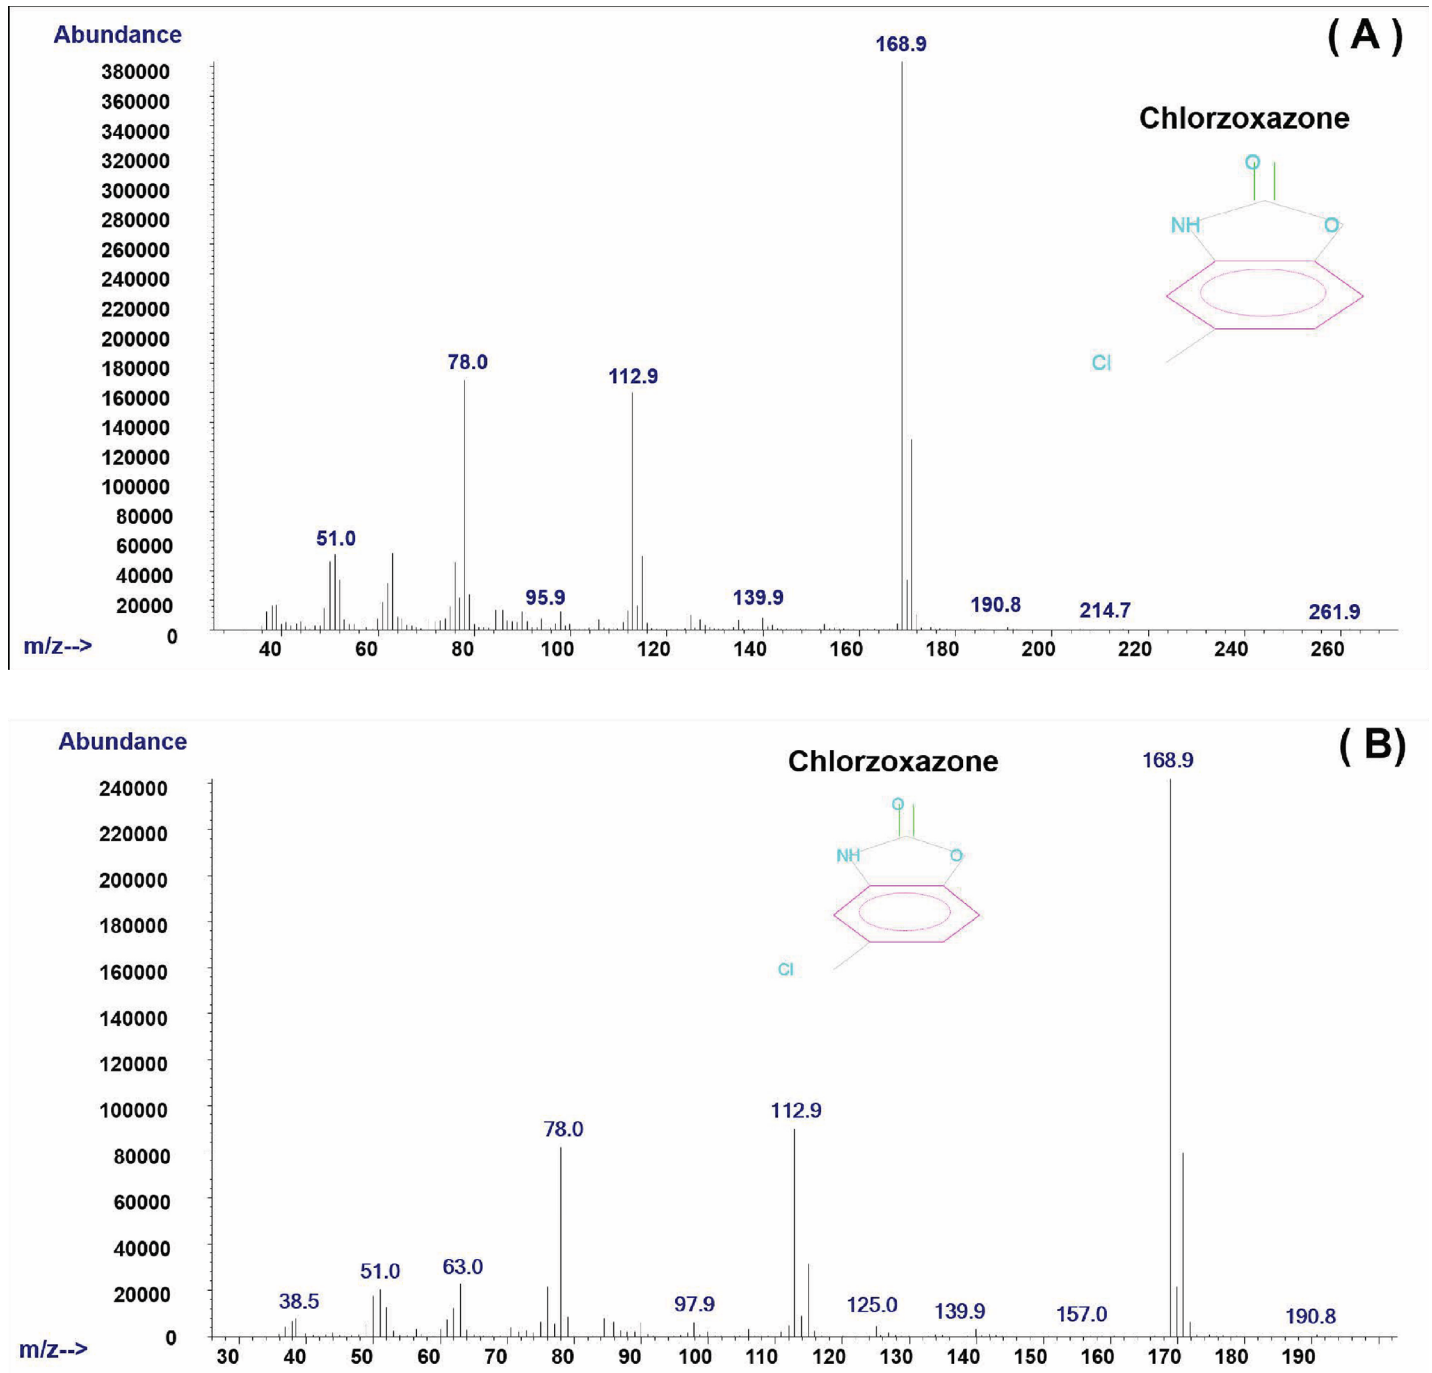 ( A )
Abundance
168.9
380000
360000
340000
320000
300000
280000
260000
240000
220000
200000
180000
160000
140000
120000
100000
80000
60000
40000
20000
0
Chlorzoxazone
O
NH
O
Cl
78.0
112.9
51.0
95.9
139.9
190.8
214.7
261.9
m/z-->
40 60 80 100 120 140 160 180 200 220 240 260
( B)
Abundance
Chlorzoxazone
168.9
240000
220000
200000
180000
160000
140000
120000
100000
80000
60000
40000
20000
0
O
NH
O
Cl
112.9
78.0
63.0
51.0
38.5
97.9
125.0
139.9
157.0
190.8
m/z-->
30 40 50 60 70 80 90 100 110 120 130 140 150 160 170 180 190